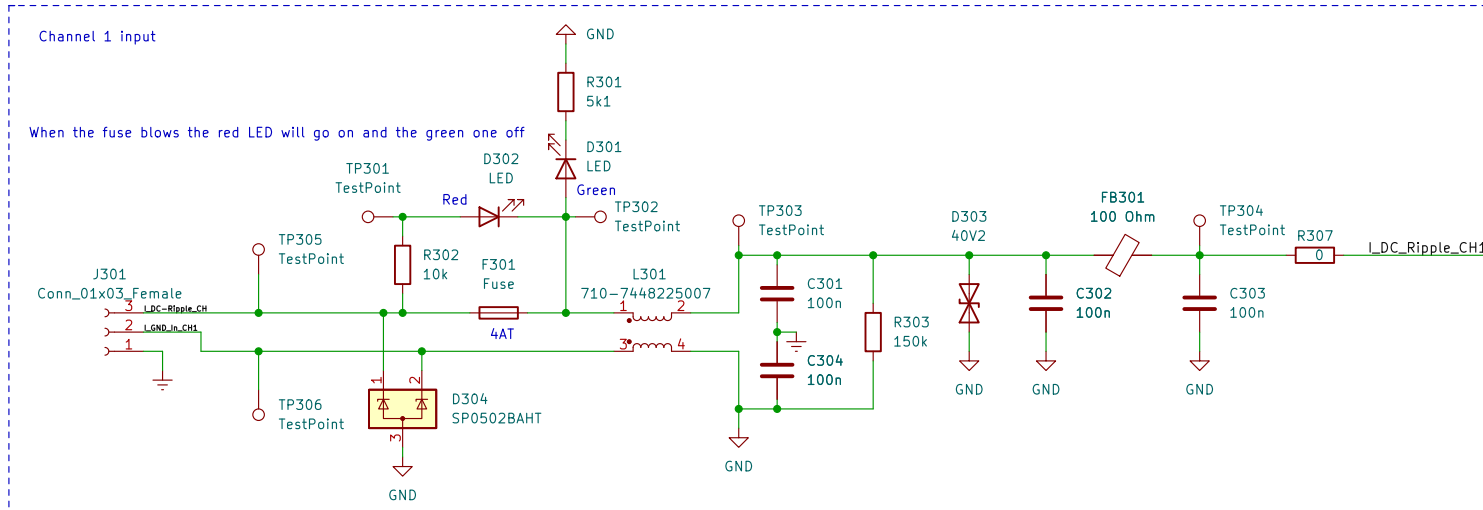 Channel 1 input
GND
R301
5k1
When the fuse blows the red LED will go on and the green one off
D301
LED
D302
LED
TP301
TestPoint
Red
Green
TP302
TestPoint
TP303
TestPoint
D303
40V2
FB301
100 Ohm
TP304
TestPoint
R307
0
I_DC_Ripple_CH1
TP305
TestPoint
R302
10k
F301
Fuse
4AT
L301
710-7448225007
1
2
3
4
J301
Conn_01x03_Female
3
I_DC-Ripple_CH
2
I_GND_In_CH1
1
C301
100n
R303
150k
C302
100n
C303
100n
C304
100n
GND
GND
GND
TP306
TestPoint
1
2
3
D304
SP0502BAHT
GND
GND